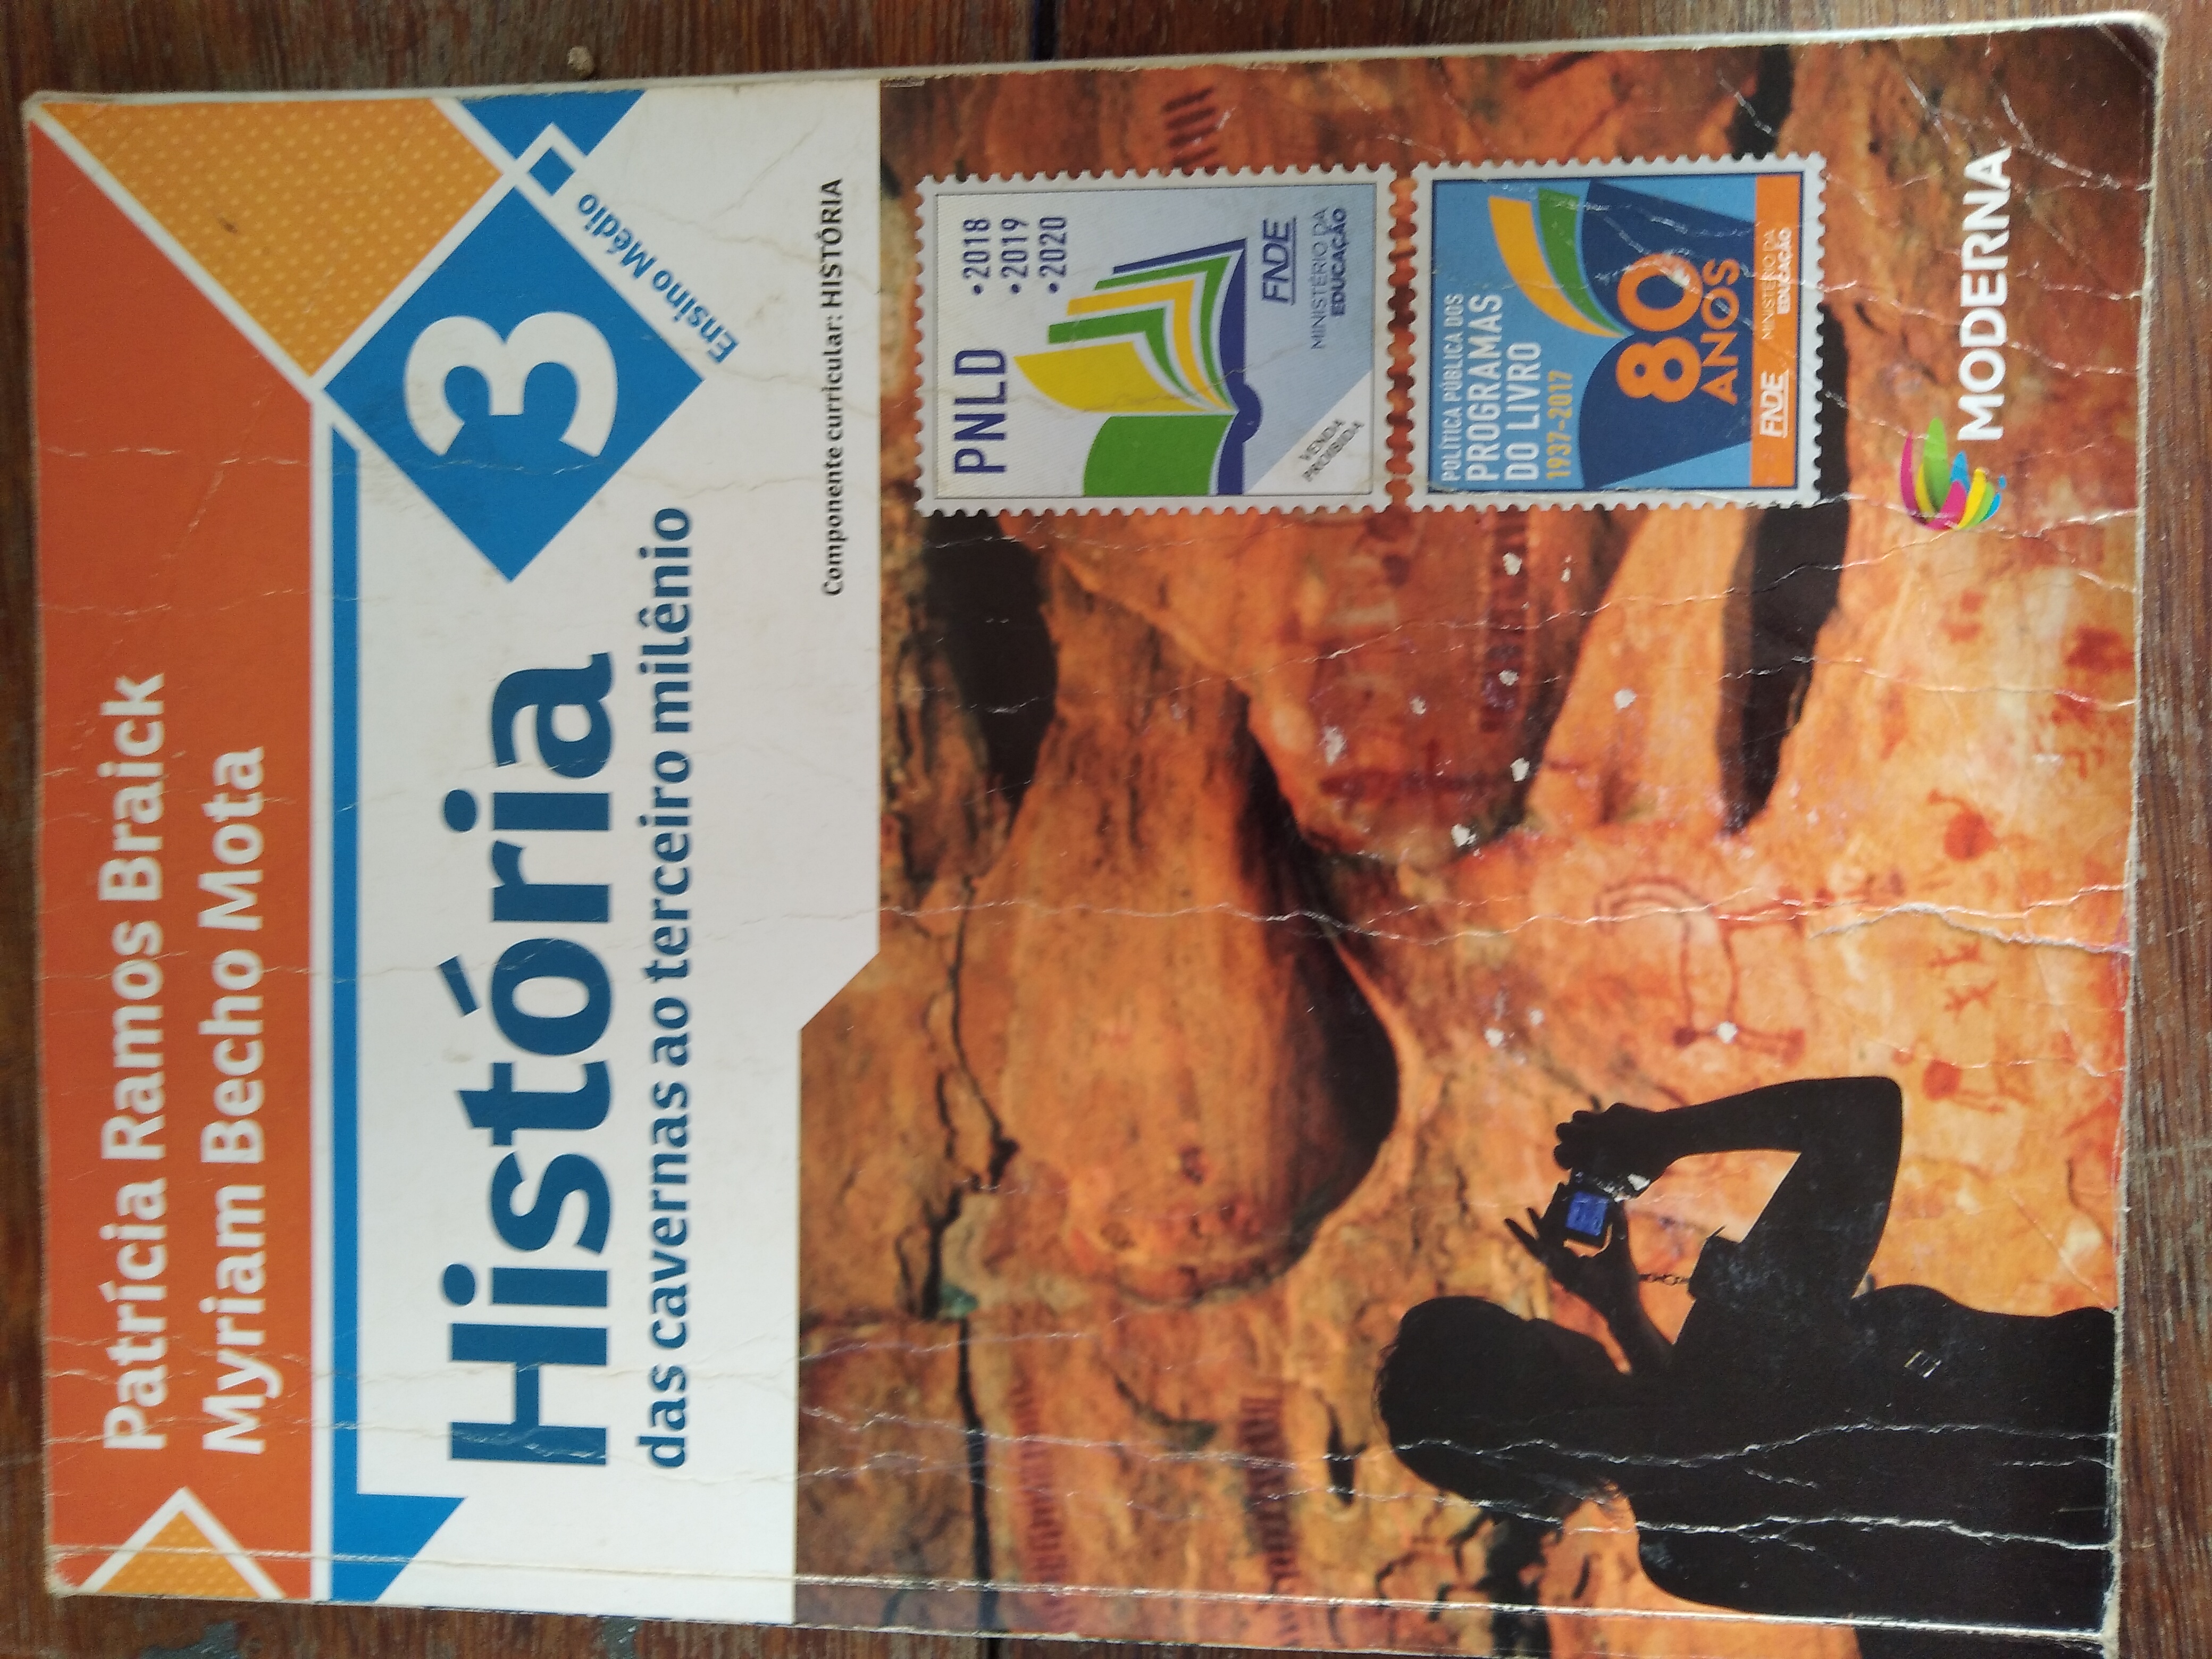 Patrícia Ramos Braick
Myriam Becho Mota
História
das cavernas ao terceiro milênio
3
Ensino Médio
Componente curricular: HISTÓRIA
PNLD
•2018
•2019
•2020
FNDE
VENDA
PROIBIDA
MINISTÉRIO DA
EDUCAÇÃO
POLÍTICA PÚBLICA DOS
PROGRAMAS
DO LIVRO
1937-2017
80
ANOS
FNDE
MINISTÉRIO DA
EDUCAÇÃO
MODERNA